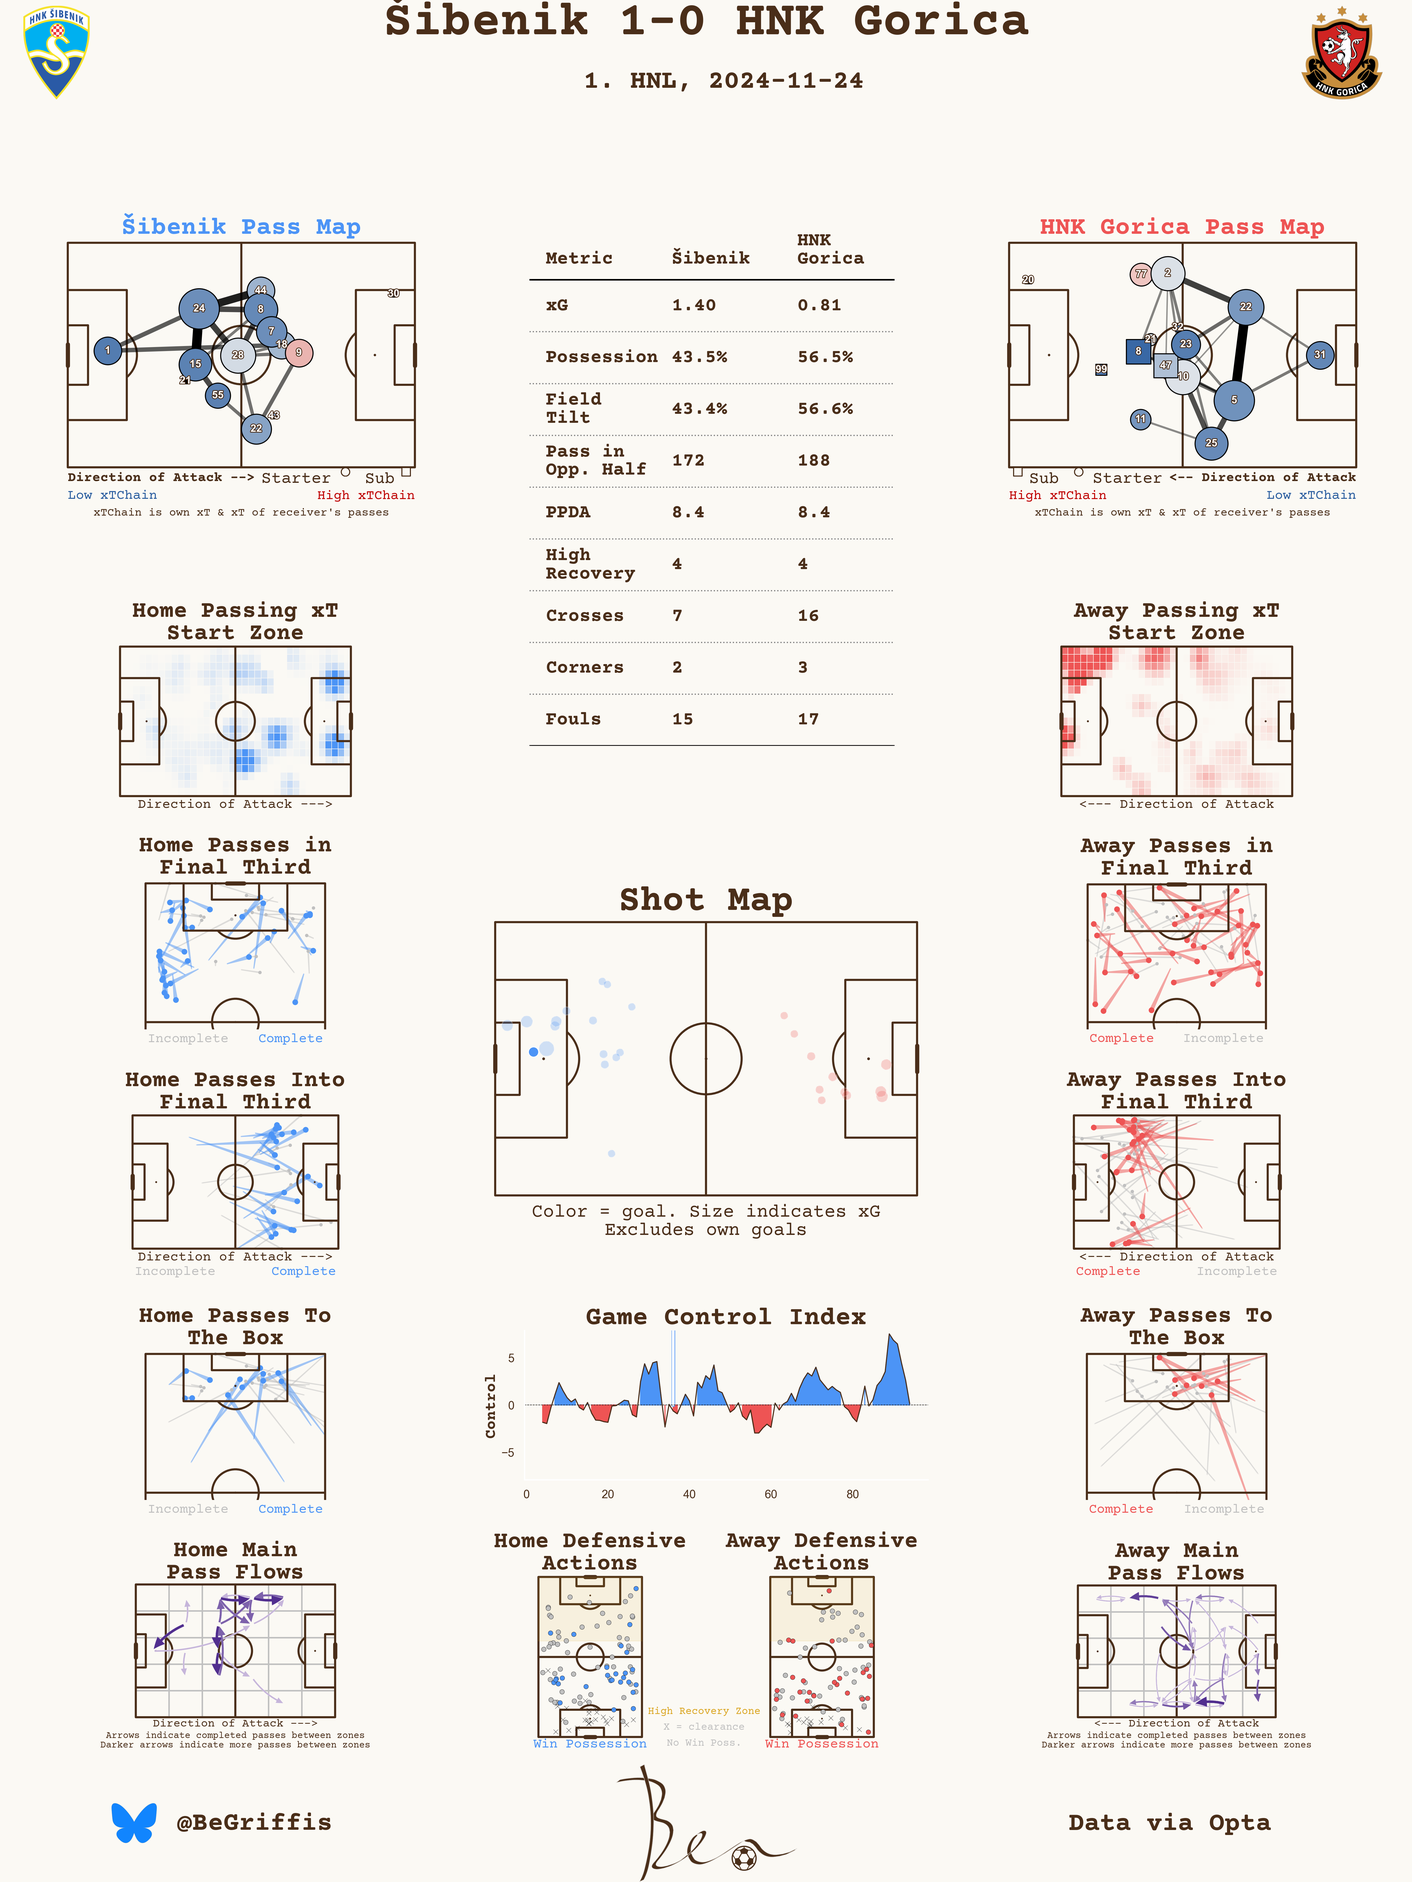 Šibenik 1-0 HNK Gorica
1. HNL, 2024-11-24
HNK ŠIBENIK
HNK GORICA
Šibenik Pass Map
44
24
8
7
18
9
1
28
15
21
55
43
22
30
Direction of Attack --> Starter Sub
Low xTChain High xTChain
xTChain is own xT & xT of receiver's passes
Metric Šibenik HNK Gorica
xG 1.40 0.81
Possession 43.5% 56.5%
Field Tilt 43.4% 56.6%
Pass in Opp. Half 172 188
PPDA 8.4 8.4
High Recovery 4 4
Crosses 7 16
Corners 2 3
Fouls 15 17
HNK Gorica Pass Map
20
77
2
22
32
21
23
8
31
47
99
10
5
11
25
Sub Starter <-- Direction of Attack
High xTChain Low xTChain
xTChain is own xT & xT of receiver's passes
Home Passing xT
Start Zone
Direction of Attack --->
Away Passing xT
Start Zone
<--- Direction of Attack
Home Passes in
Final Third
Incomplete Complete
Away Passes in
Final Third
Complete Incomplete
Shot Map
Color = goal. Size indicates xG
Excludes own goals
Home Passes Into
Final Third
Direction of Attack --->
Incomplete Complete
Away Passes Into
Final Third
<--- Direction of Attack
Complete Incomplete
Home Passes To
The Box
Incomplete Complete
Game Control Index
Control
5
0
−5
0 20 40 60 80
Away Passes To
The Box
Complete Incomplete
Home Main
Pass Flows
Direction of Attack --->
Arrows indicate completed passes between zones
Darker arrows indicate more passes between zones
Home Defensive
Actions
Win Possession
High Recovery Zone
X = clearance
No Win Poss.
Away Defensive
Actions
Win Possession
Away Main
Pass Flows
<--- Direction of Attack
Arrows indicate completed passes between zones
Darker arrows indicate more passes between zones
@BeGriffis
Ben
Data via Opta